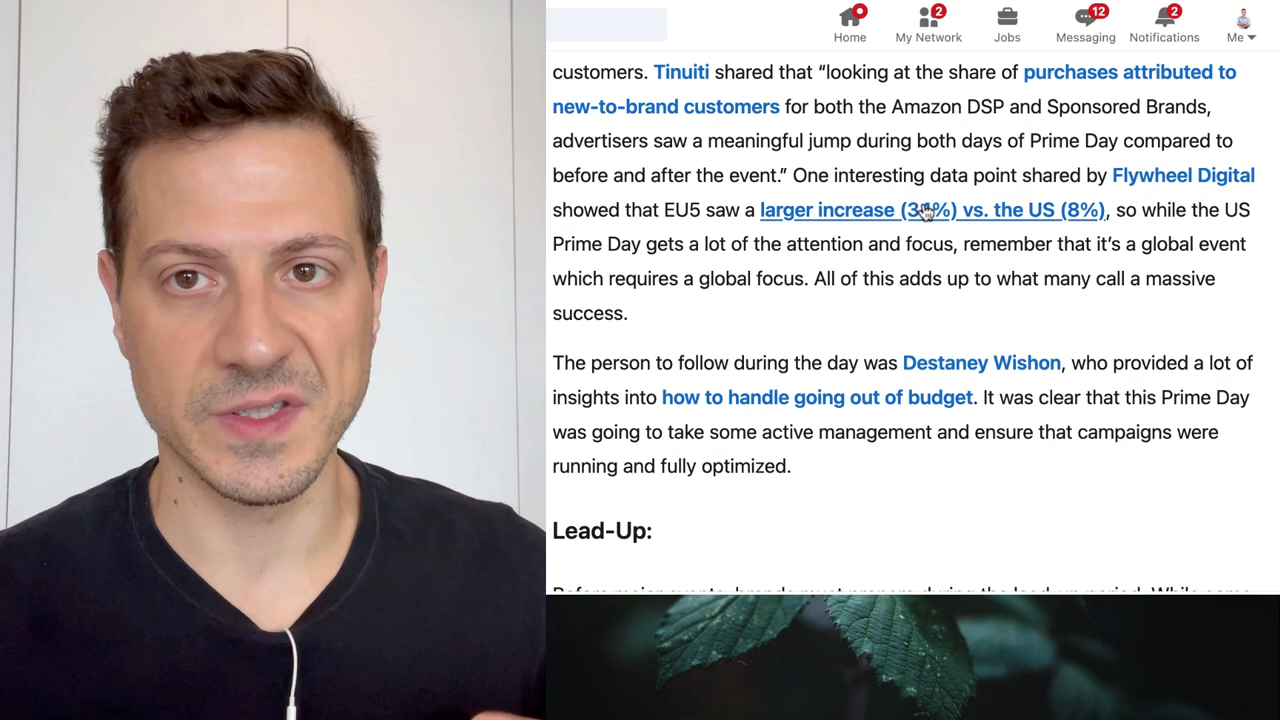 Home
2
My Network
Jobs
12
Messaging
2
Notifications
Me
customers. Tinuiti shared that “looking at the share of purchases attributed to
new-to-brand customers for both the Amazon DSP and Sponsored Brands,
advertisers saw a meaningful jump during both days of Prime Day compared to
before and after the event.” One interesting data point shared by Flywheel Digital
showed that EU5 saw a larger increase vs. the US (8%), so while the US
Prime Day gets a lot of the attention and focus, remember that it’s a global event
which requires a global focus. All of this adds up to what many call a massive
success.
The person to follow during the day was Destaney Wishon, who provided a lot of
insights into how to handle going out of budget. It was clear that this Prime Day
was going to take some active management and ensure that campaigns were
running and fully optimized.
Lead-Up: